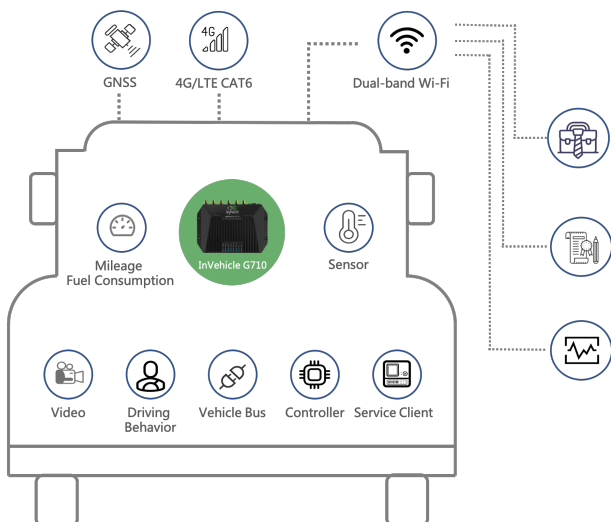 4G
GNSS
4G/LTE CAT6
Dual-band Wi-Fi
InVehicle G710
Mileage
Fuel Consumption
Sensor
Video
Driving
Behavior
Vehicle Bus
Controller
Service Client